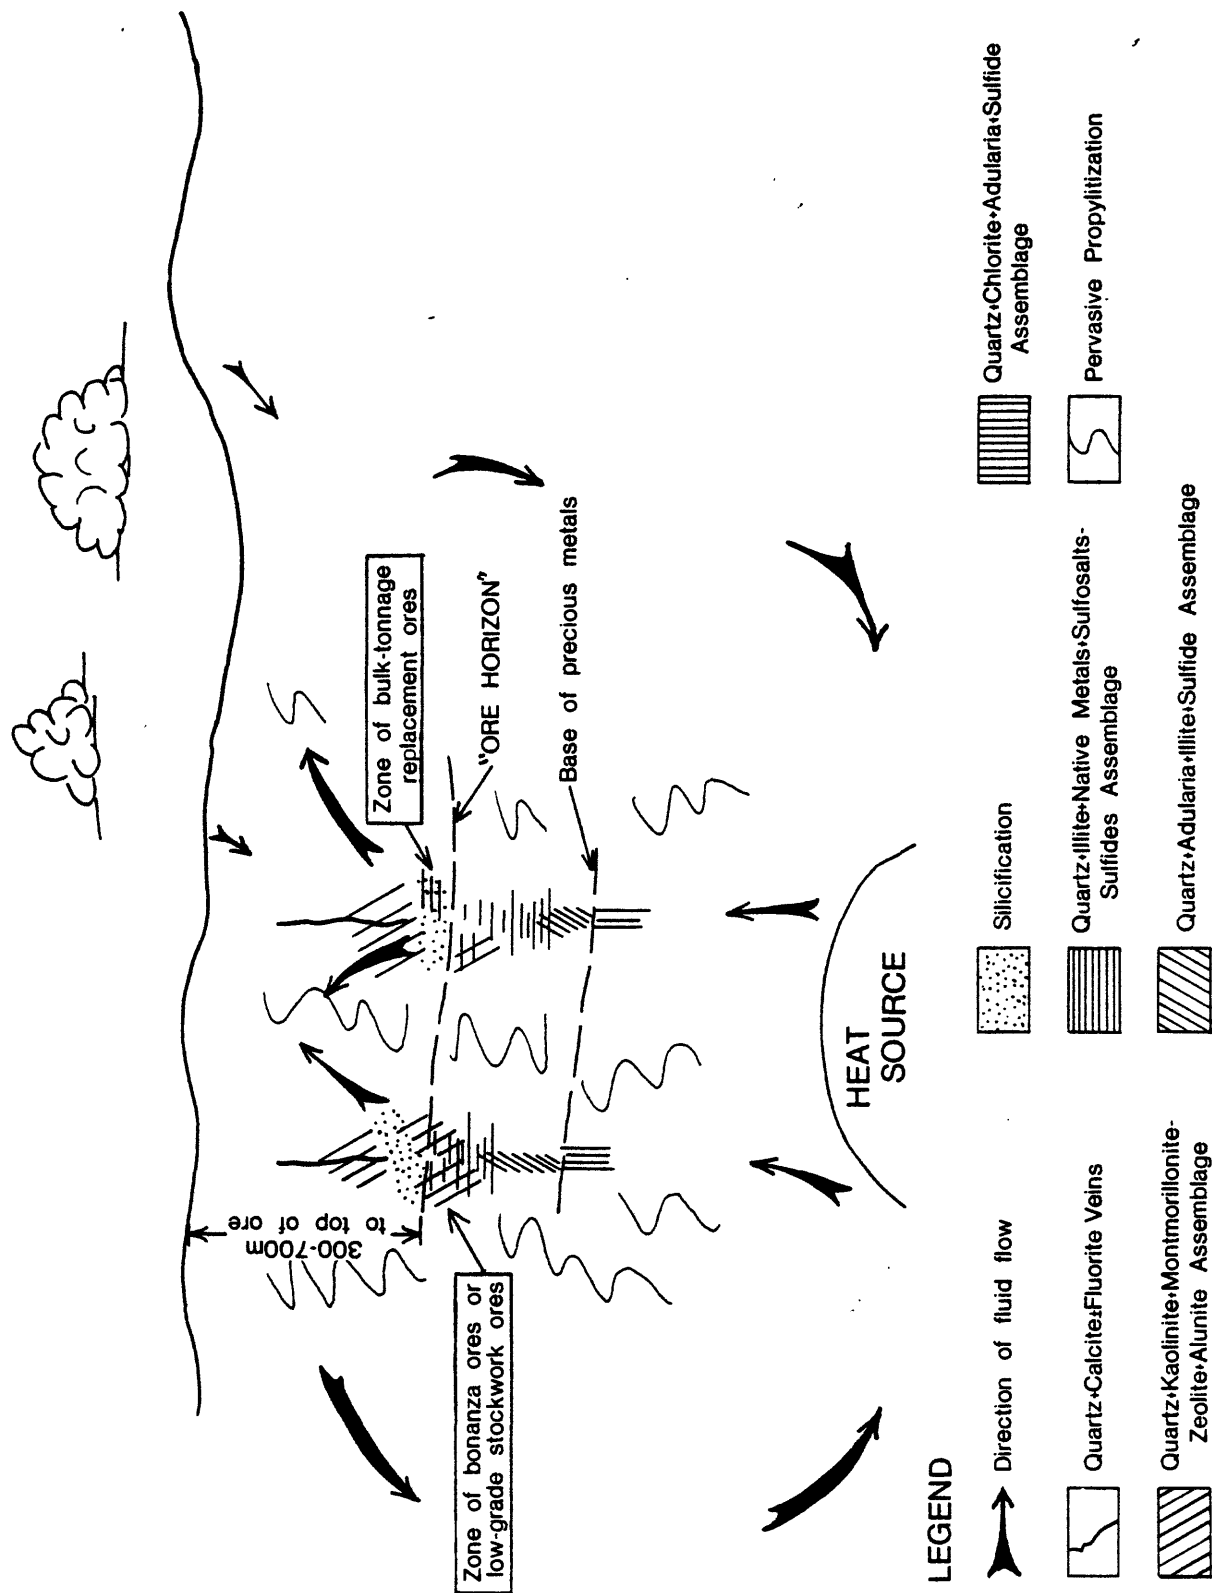 Zone of bulk-tonnage
replacement ores
"ORE HORIZON"
Base of precious metals
300-700m
to top of ore
Zone of bonanza ores or
low-grade stockwork ores
HEAT
SOURCE
LEGEND
Direction of fluid flow
Quartz+Calcite±Fluorite Veins
Quartz+Kaolinite+Montmorillonite-
Zeolite+Alunite Assemblage
Silicification
Quartz+Illite+Native Metals+Sulfosalts-
Sulfides Assemblage
Quartz+Adularia+Illite+Sulfide Assemblage
Quartz+Chlorite+Adularia+Sulfide
Assemblage
Pervasive Propylitization